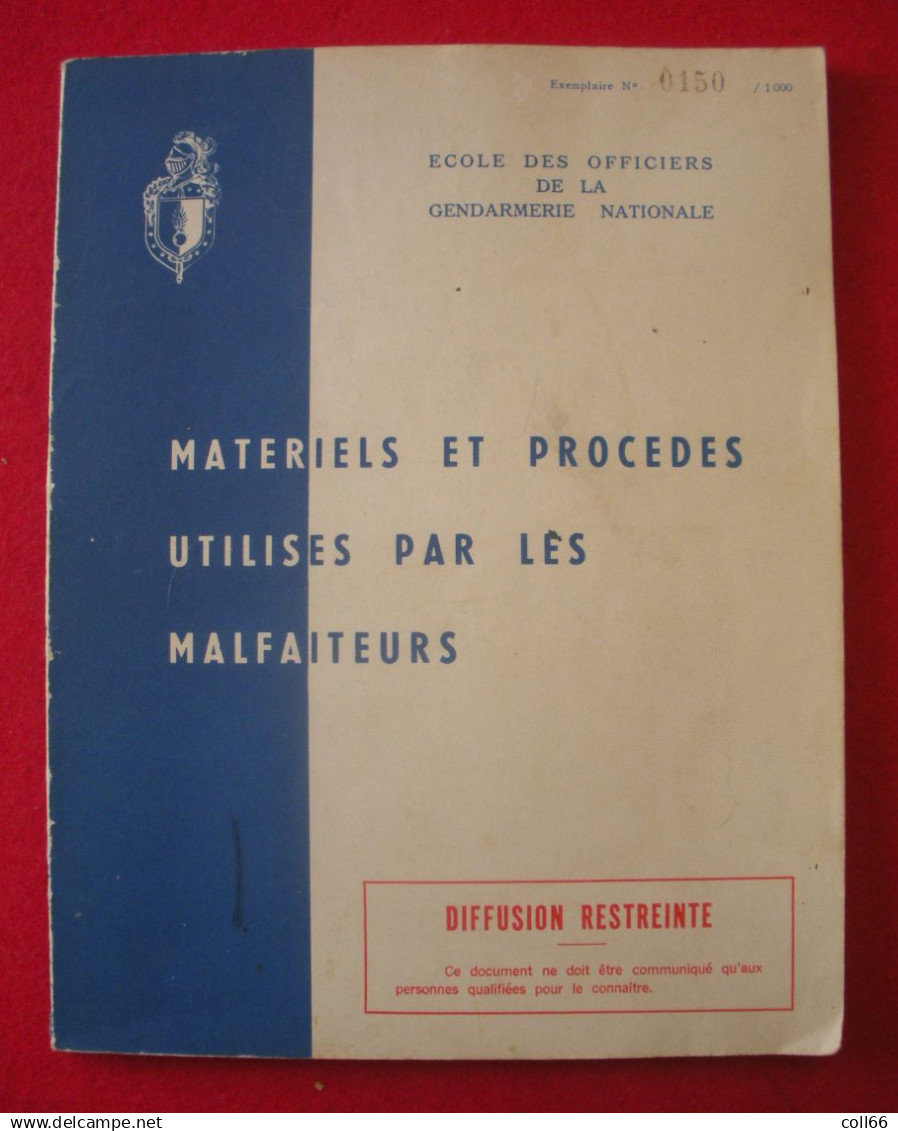 Exemplaire Nº 0150 / 1000
ECOLE DES OFFICIERS
DE LA
GENDARMERIE NATIONALE
MATERIELS ET PROCEDES
UTILISES PAR LES
MALFAITEURS
DIFFUSION RESTREINTE
Ce document ne doit être communiqué qu'aux
personnes qualifiées pour le connaître.
delcampe.net
coll66